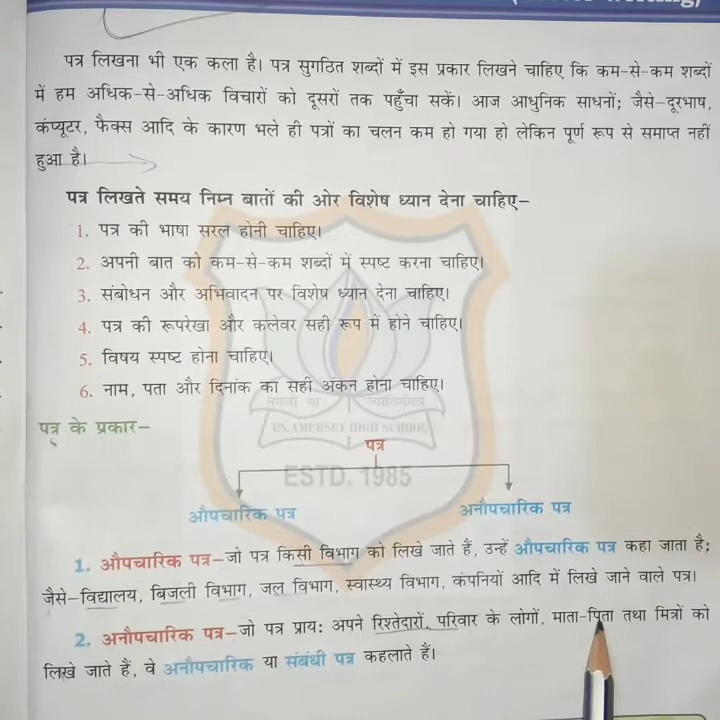 पत्र लिखना भी एक कला है। पत्र सुगठित शब्दों में इस प्रकार लिखने चाहिए कि कम-से-कम शब्दों
में हम अधिक-से-अधिक विचारों को दूसरों तक पहुँचा सकें। आज आधुनिक साधनों; जैसे-दूरभाष,
कंप्यूटर, फैक्स आदि के कारण भले ही पत्रों का चलन कम हो गया हो लेकिन पूर्ण रूप से समाप्त नहीं
हुआ है।
पत्र लिखते समय निम्न बातों की ओर विशेष ध्यान देना चाहिए-
1. पत्र की भाषा सरल होनी चाहिए।
2. अपनी बात को कम-से-कम शब्दों में स्पष्ट करना चाहिए।
3. संबोधन और अभिवादन पर विशेष ध्यान देना चाहिए।
4. पत्र की रूपरेखा और कलेवर सही रूप में होने चाहिए।
5. विषय स्पष्ट होना चाहिए।
6. नाम, पता और दिनांक का सही अंकन होना चाहिए।
पत्र के प्रकार-
HIGH SCHOOL
पत्र
ESTD. 1985
औपचारिक पत्र अनौपचारिक पत्र
1. औपचारिक पत्र-जो पत्र किसी विभाग को लिखे जाते हैं, उन्हें औपचारिक पत्र कहा जाता है;
जैसे-विद्यालय, बिजली विभाग, जल विभाग, स्वास्थ्य विभाग, कंपनियों आदि में लिखे जाने वाले पत्र।
2. अनौपचारिक पत्र-जो पत्र प्राय: अपने रिश्तेदारों, परिवार के लोगों, माता-पिता तथा मित्रों को
लिखे जाते हैं, वे अनौपचारिक या संबंधी पत्र कहलाते हैं।